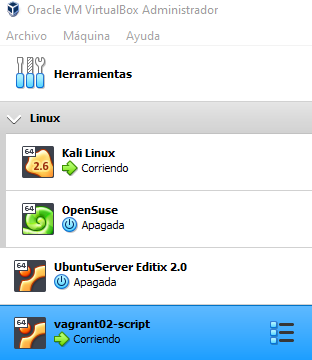 Oracle VM VirtualBox Administrador
Archivo Máquina Ayuda
Herramientas
Linux
64
2.6
Kali Linux
Corriendo
64
OpenSuse
Apagada
64
UbuntuServer Editix 2.0
Apagada
64
vagrant02-script
Corriendo